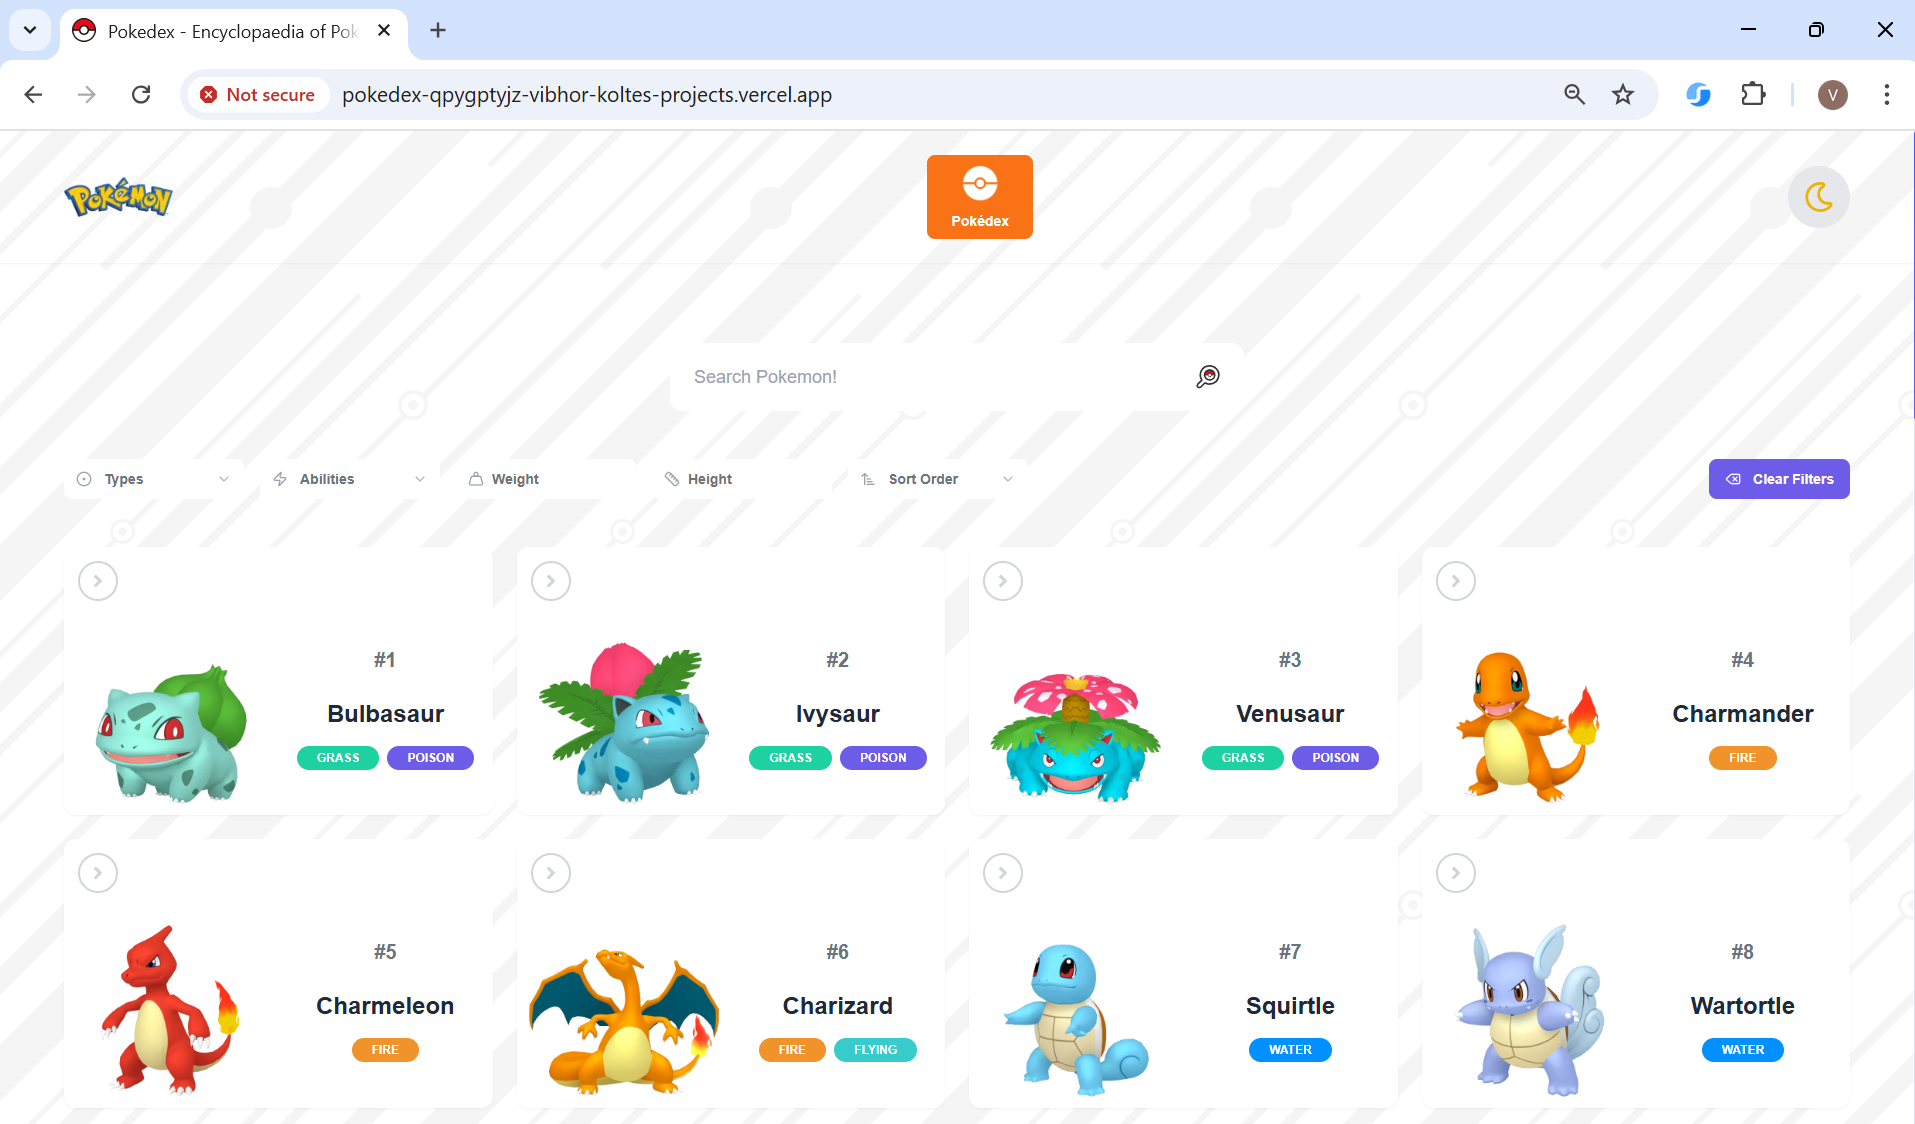 Pokedex - Encyclopaedia of Pok
Not secure
pokedex-qpygptyjz-vibhor-koltes-projects.vercel.app
V
POKéMON
Pokédex
Search Pokemon!
Types
Abilities
Weight
Height
Sort Order
Clear Filters
#1
Bulbasaur
GRASS POISON
#2
Ivysaur
GRASS POISON
#3
Venusaur
GRASS POISON
#4
Charmander
FIRE
#5
Charmeleon
FIRE
#6
Charizard
FIRE FLYING
#7
Squirtle
WATER
#8
Wartortle
WATER